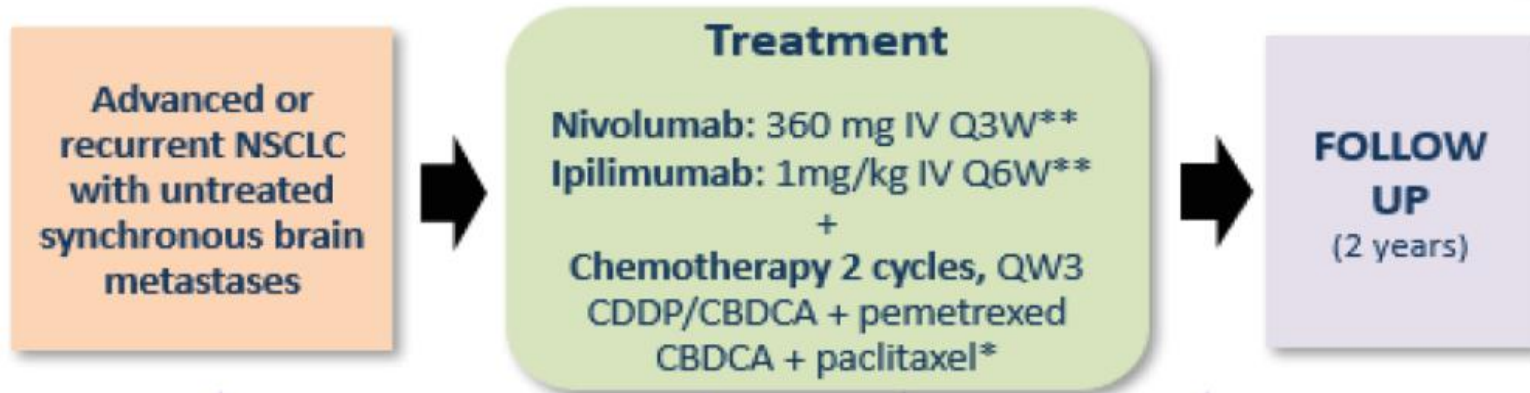 Advanced or
recurrent NSCLC
with untreated
synchronous brain
metastases
Treatment
Nivolumab: 360 mg IV Q3W**
Ipilimumab: 1mg/kg IV Q6W**
+
Chemotherapy 2 cycles, QW3
CDDP/CBDCA + pemetrexed
CBDCA + paclitaxel*
FOLLOW
UP
(2 years)